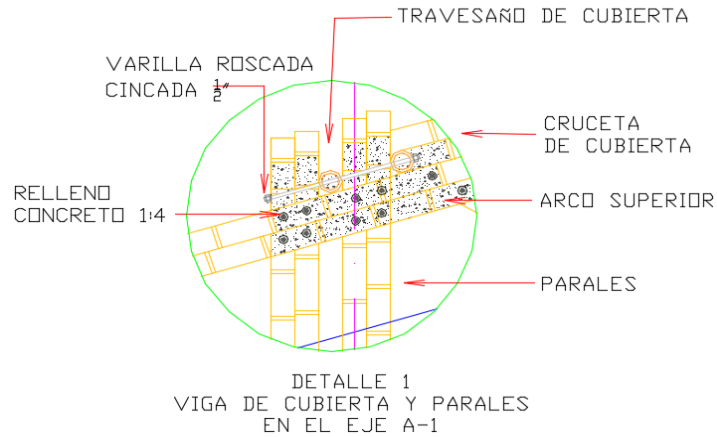 TRAVESAÑO DE CUBIERTA
VARILLA ROSCADA
CINCADA 1/2"
CRUCETA
DE CUBIERTA
RELLENO
CONCRETO 1:4
ARCO SUPERIOR
PARALES
DETALLE 1
VIGA DE CUBIERTA Y PARALES
EN EL EJE A-1